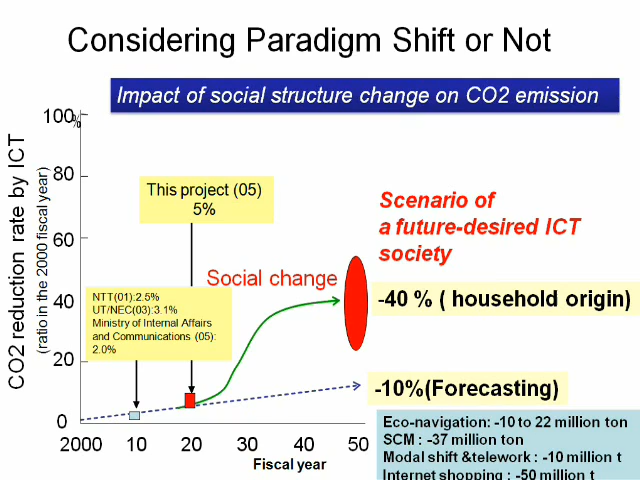 Considering Paradigm Shift or Not
Impact of social structure change on CO2 emission
100
%
80
60
40
20
0
CO2 reduction rate by ICT
(ratio in the 2000 fiscal year)
This project (05)
5%
NTT(01):2.5%
UT/NEC(03):3.1%
Ministry of Internal Affairs
and Communications (05):
2.0%
Social change
Scenario of
a future-desired ICT
society
-40 % ( household origin)
-10%(Forecasting)
2000
10
20
30
40
50
Fiscal year
Eco-navigation: -10 to 22 million ton
SCM : -37 million ton
Modal shift &telework : -10 million t
Internet shopping : -50 million t